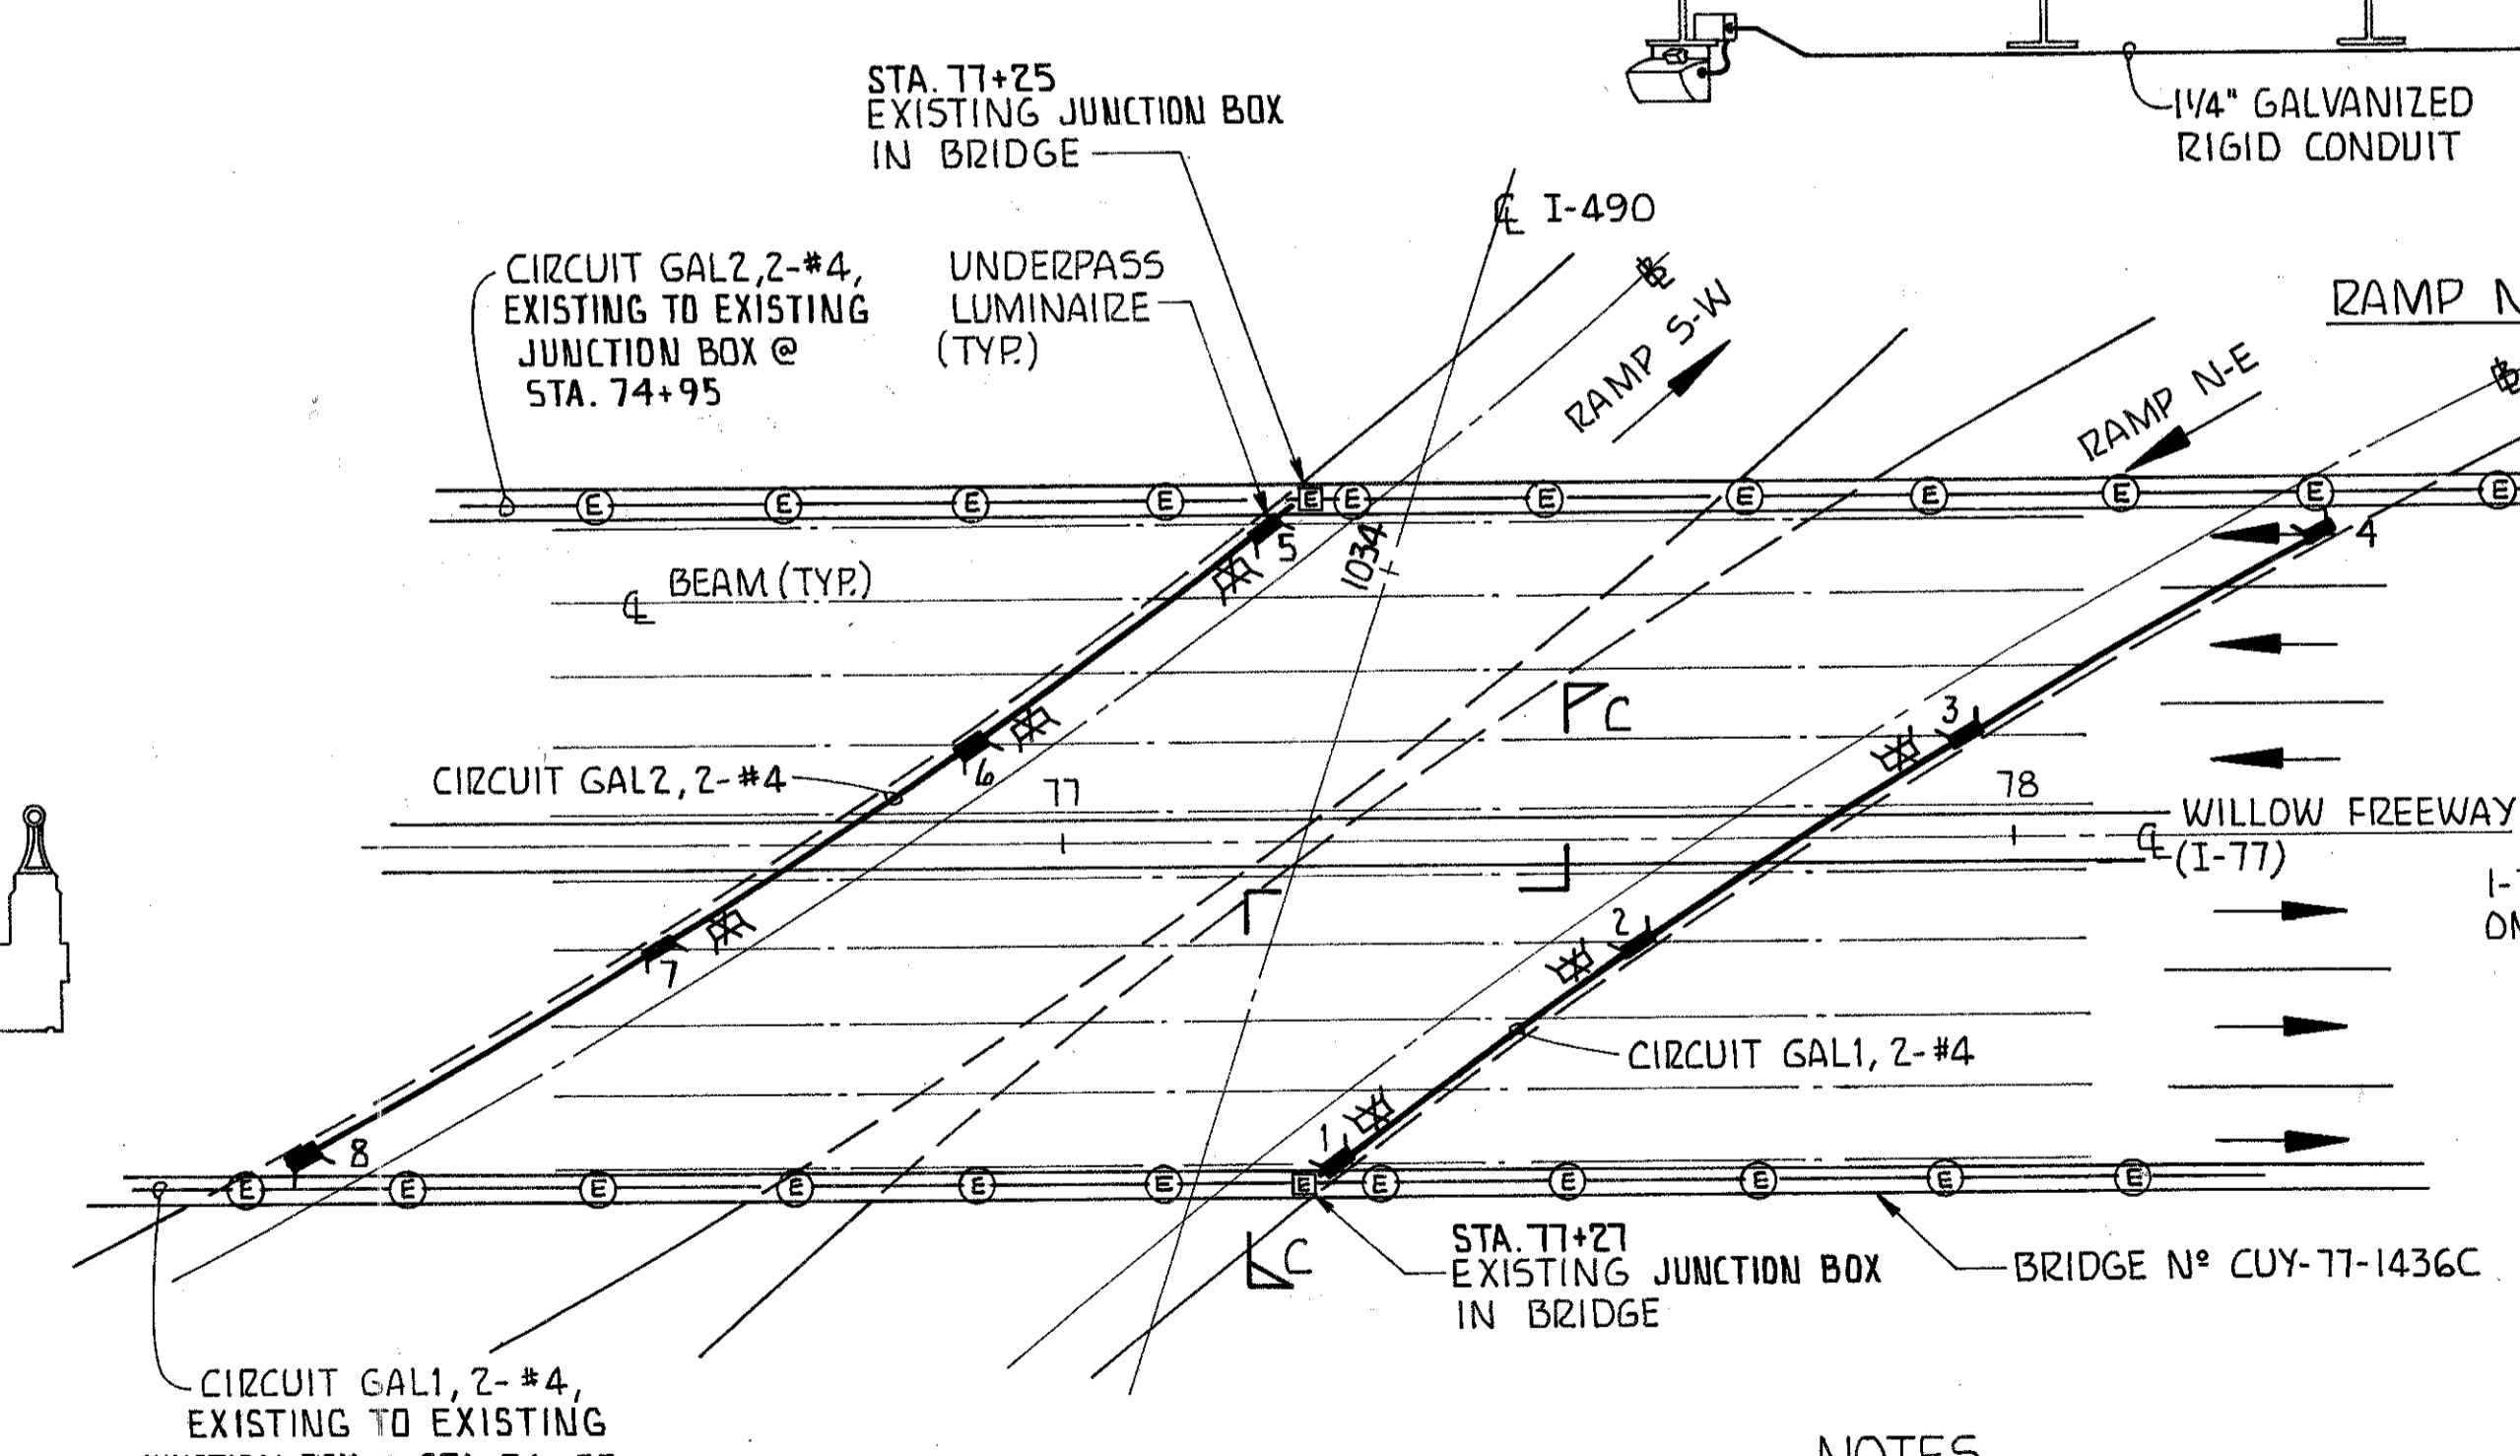 STA. 77+25
EXISTING JUNCTION BOX
IN BRIDGE
1 1/4" GALVANIZED
RIGID CONDUIT
℄ I-490
CIRCUIT GAL2, 2-#4,
EXISTING TO EXISTING
JUNCTION BOX @
STA. 74+95
UNDERPASS
LUMINAIRE
(TYP.)
RAMP S-W
RAMP N-E
RAMP N
E E E E E E E E E E E E
5
1034
4
℄ BEAM (TYP.)
C
3
6
CIRCUIT GAL2, 2-#4
77
78
℄ WILLOW FREEWAY
(I-77)
2
7
CIRCUIT GAL1, 2-#4
1
8
E E E E E E E E E E E E
C
STA. 77+27
EXISTING JUNCTION BOX
IN BRIDGE
BRIDGE Nº CUY-77-1436C
CIRCUIT GAL1, 2-#4,
EXISTING TO EXISTING
NOTES